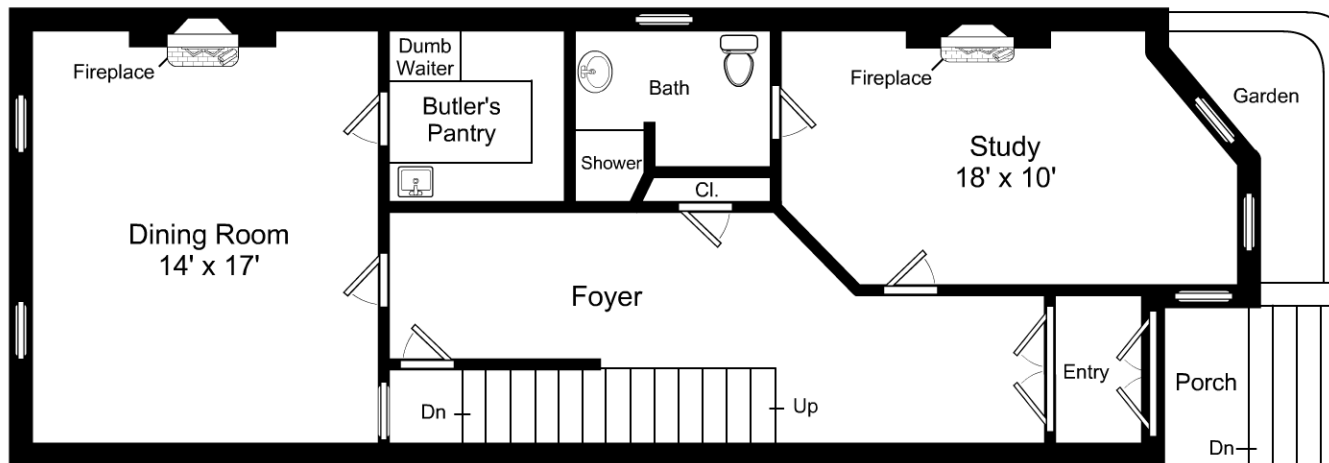 Fireplace
Dumb
Waiter
Butler's
Pantry
Bath
Shower
Cl.
Fireplace
Study
18' x 10'
Garden
Dining Room
14' x 17'
Foyer
Entry
Porch
Dn
Up
Dn